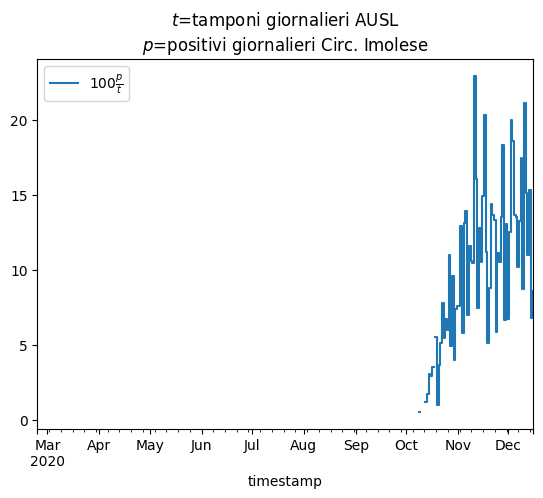 t=tamponi giornalieri AUSL
p=positivi giornalieri Circ. Imolese
100 p/t
20
15
10
5
0
Mar Apr May Jun Jul Aug Sep Oct Nov Dec
2020
timestamp